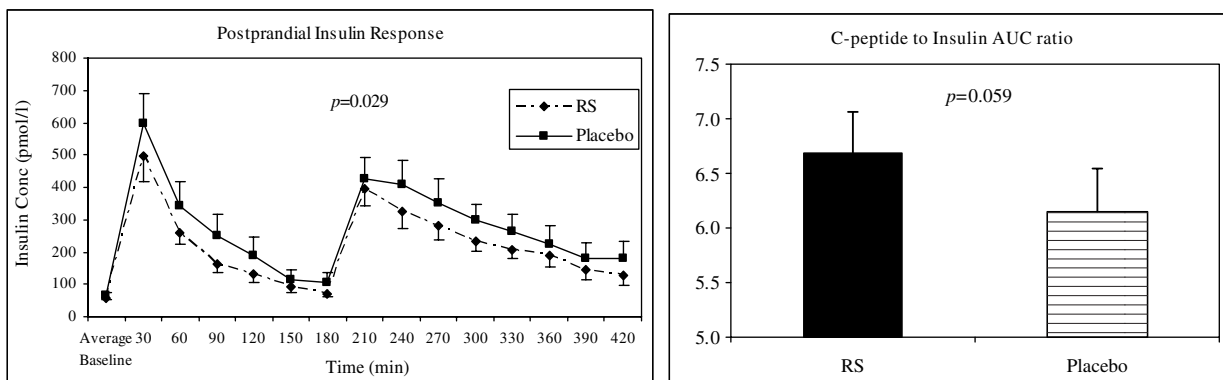 Postprandial Insulin Response
800
700
600
500
400
300
200
100
0
Insulin Conc (pmol/l)
p=0.029
RS
Placebo
Average Baseline 30 60 90 120 150 180 210 240 270 300 330 360 390 420
Time (min)
C-peptide to Insulin AUC ratio
7.5
7.0
6.5
6.0
5.5
5.0
p=0.059
RS Placebo